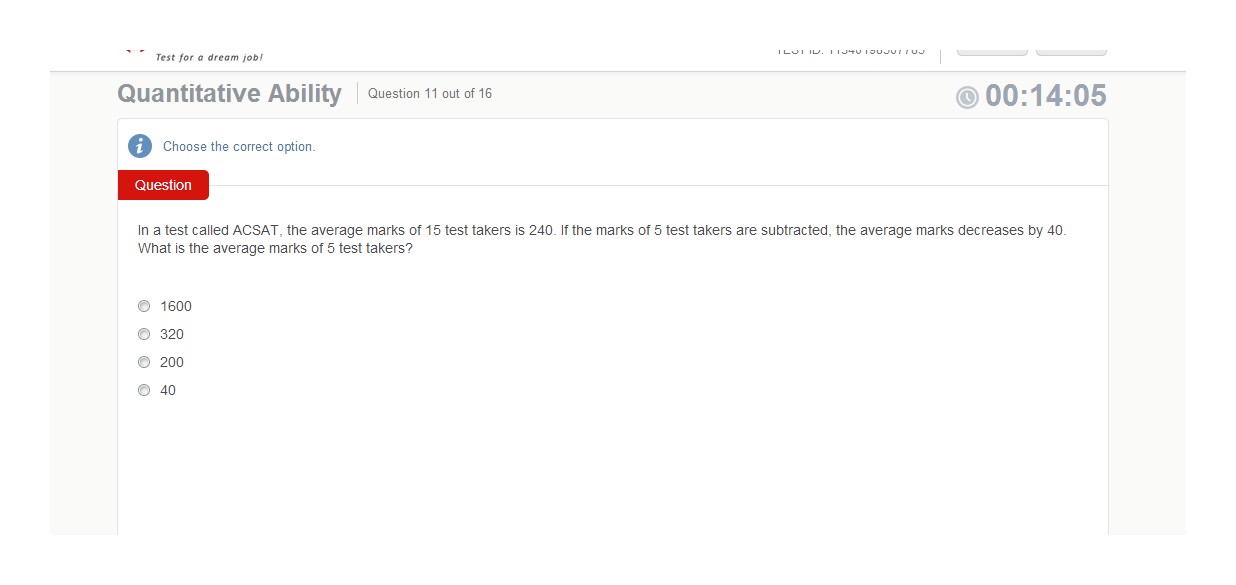 Test for a dream job!
Quantitative Ability
Question 11 out of 16
00:14:05
Choose the correct option.
Question
In a test called ACSAT, the average marks of 15 test takers is 240. If the marks of 5 test takers are subtracted, the average marks decreases by 40.
What is the average marks of 5 test takers?
1600
320
200
40